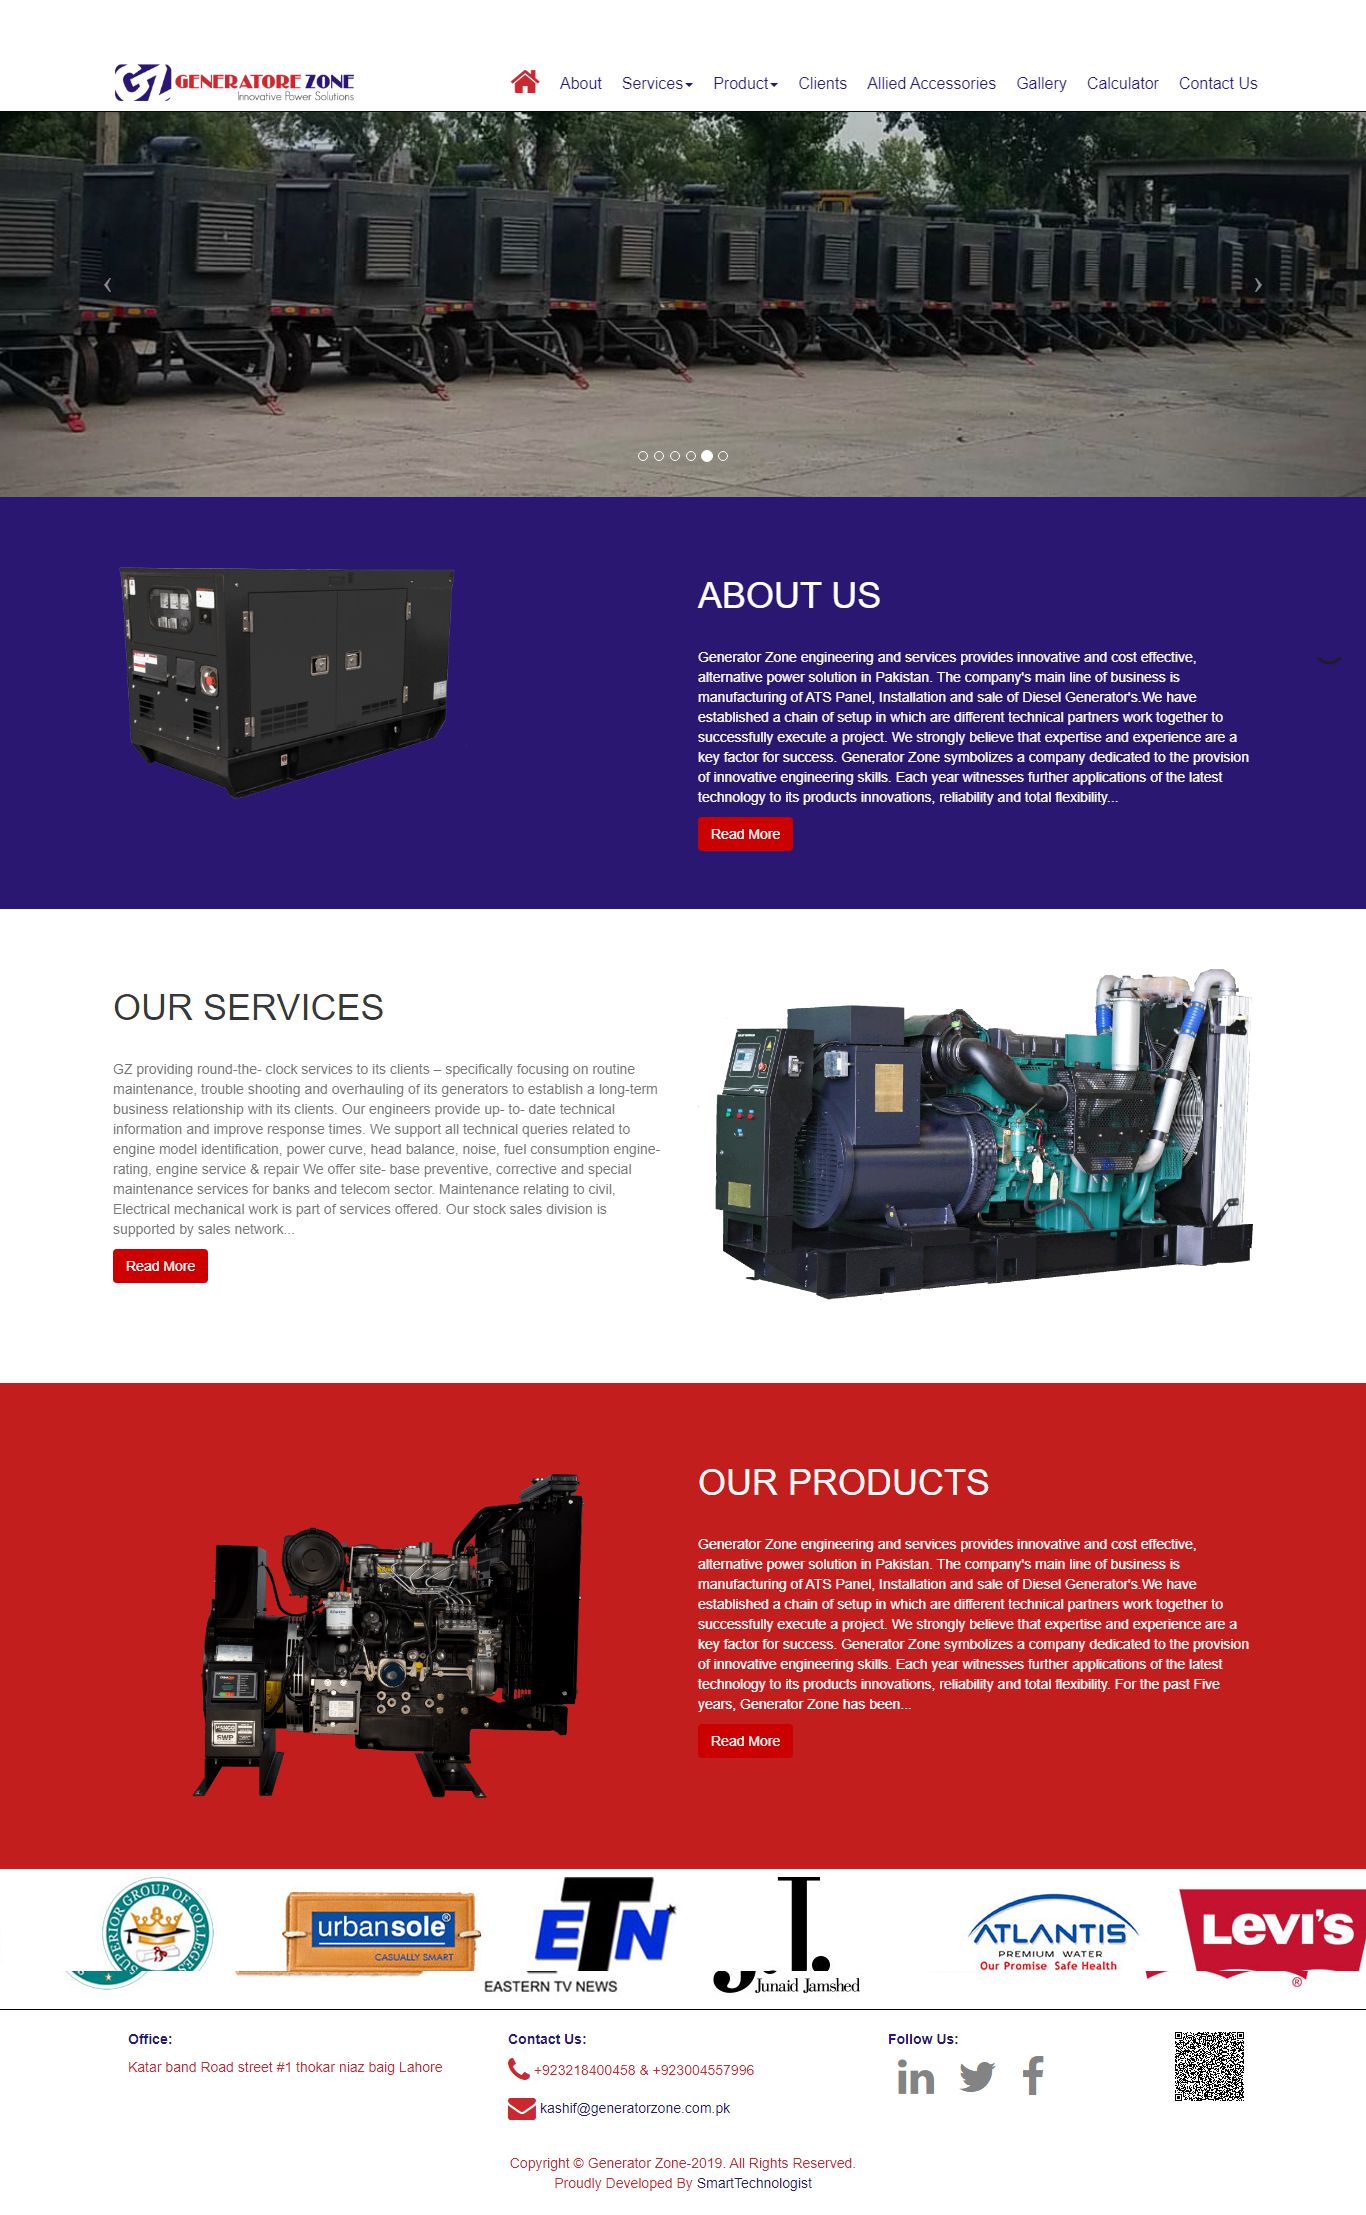 GENERATORE ZONE
Innovative Power Solutions
About Services Product Clients Allied Accessories Gallery Calculator Contact Us
ABOUT US
Generator Zone engineering and services provides innovative and cost effective,
alternative power solution in Pakistan. The company's main line of business is
manufacturing of ATS Panel, Installation and sale of Diesel Generator's.We have
established a chain of setup in which are different technical partners work together to
successfully execute a project. We strongly believe that expertise and experience are a
key factor for success. Generator Zone symbolizes a company dedicated to the provision
of innovative engineering skills. Each year witnesses further applications of the latest
technology to its products innovations, reliability and total flexibility...
Read More
OUR SERVICES
GZ providing round-the- clock services to its clients – specifically focusing on routine
maintenance, trouble shooting and overhauling of its generators to establish a long-term
business relationship with its clients. Our engineers provide up- to- date technical
information and improve response times. We support all technical queries related to
engine model identification, power curve, head balance, noise, fuel consumption engine-
rating, engine service & repair We offer site- base preventive, corrective and special
maintenance services for banks and telecom sector. Maintenance relating to civil,
Electrical mechanical work is part of services offered. Our stock sales division is
supported by sales network...
Read More
OUR PRODUCTS
Generator Zone engineering and services provides innovative and cost effective,
alternative power solution in Pakistan. The company's main line of business is
manufacturing of ATS Panel, Installation and sale of Diesel Generator's.We have
established a chain of setup in which are different technical partners work together to
successfully execute a project. We strongly believe that expertise and experience are a
key factor for success. Generator Zone symbolizes a company dedicated to the provision
of innovative engineering skills. Each year witnesses further applications of the latest
technology to its products innovations, reliability and total flexibility. For the past Five
years, Generator Zone has been...
Read More
SUPERIOR GROUP OF COLLEGES
urbansole®
CASUALLY SMART
ETN
EASTERN TV NEWS
J.
Junaid Jamshed
ATLANTIS
PREMIUM WATER
Our Promise Safe Health
LEVI'S
®
Office:
Katar band Road street #1 thokar niaz baig Lahore
Contact Us:
+923218400458 & +923004557996
kashif@generatorzone.com.pk
Follow Us:
Copyright © Generator Zone-2019. All Rights Reserved.
Proudly Developed By SmartTechnologist